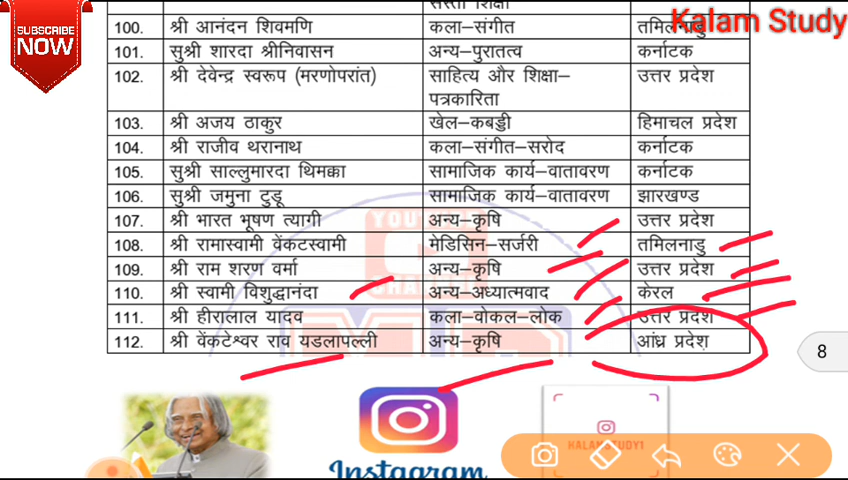 SUBSCRIBE
NOW
Kalam Study
सस्ती शिक्षा
100. श्री आनंदन शिवमणि कला–संगीत तमिलनाडु
101. सुश्री शारदा श्रीनिवासन अन्य–पुरातत्व कर्नाटक
102. श्री देवेन्द्र स्वरूप (मरणोपरांत) साहित्य और शिक्षा– उत्तर प्रदेश
पत्रकारिता
103. श्री अजय ठाकुर खेल–कबड्डी हिमाचल प्रदेश
104. श्री राजीव थरानाथ कला–संगीत–सरोद कर्नाटक
105. सुश्री साल्लुमारदा थिमक्का सामाजिक कार्य–वातावरण कर्नाटक
106. सुश्री जमुना टुडू सामाजिक कार्य–वातावरण झारखण्ड
107. श्री भारत भूषण त्यागी अन्य–कृषि उत्तर प्रदेश
108. श्री रामास्वामी वेंकटस्वामी मेडिसिन–सर्जरी तमिलनाडु
109. श्री राम शरण वर्मा अन्य–कृषि उत्तर प्रदेश
110. श्री स्वामी विशुद्धानंदा अन्य–अध्यात्मवाद केरल
111. श्री हीरालाल यादव कला–वोकल–लोक उत्तर प्रदेश
112. श्री वेंकटेश्वर राव यडलापल्ली अन्य–कृषि आंध्र प्रदेश
8
Instagram